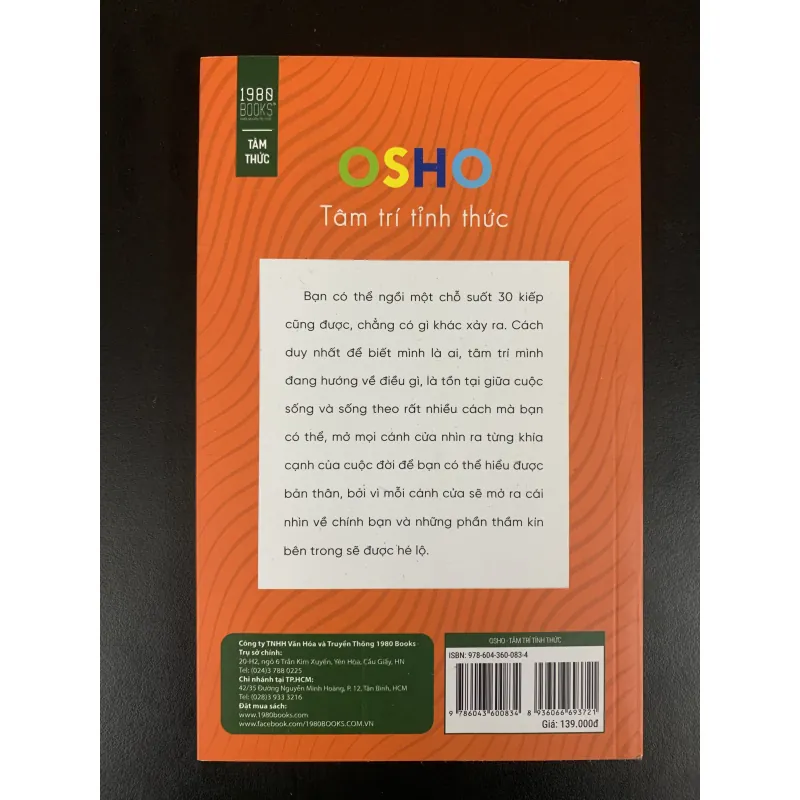 1980
BOOKS
TÂM
THỨC
OSHO
Tâm trí tỉnh thức
Bạn có thể ngồi một chỗ suốt 30 kiếp
cũng được, chẳng có gì khác xảy ra. Cách
duy nhất để biết mình là ai, tâm trí mình
đang hướng về điều gì, là tồn tại giữa cuộc
sống và sống theo rất nhiều cách mà bạn
có thể, mở mọi cánh cửa nhìn ra từng khía
cạnh của cuộc đời để bạn có thể hiểu được
bản thân, bởi vì mỗi cánh cửa sẽ mở ra cái
nhìn về chính bạn và những phần thầm kín
bên trong sẽ được hé lộ.
Công ty TNHH Văn Hóa và Truyền Thông 1980 Books
Trụ sở chính:
20-H2, ngõ 6 Trần Kim Xuyến, Yên Hòa, Cầu Giấy, HN
Tel: (024)3 788 0225
Chi nhánh tại TP.HCM:
42/35 Đường Nguyễn Minh Hoàng, P. 12, Tân Bình, HCM
Tel: (028)3 933 3216
Đặt mua sách:
www.1980books.com
www.facebook.com/1980BOOKS.COM.VN
OSHO - TÂM TRÍ TỈNH THỨC
ISBN: 978-604-360-083-4
9 786043 600834
8 936066 693721
Giá: 139.000đ